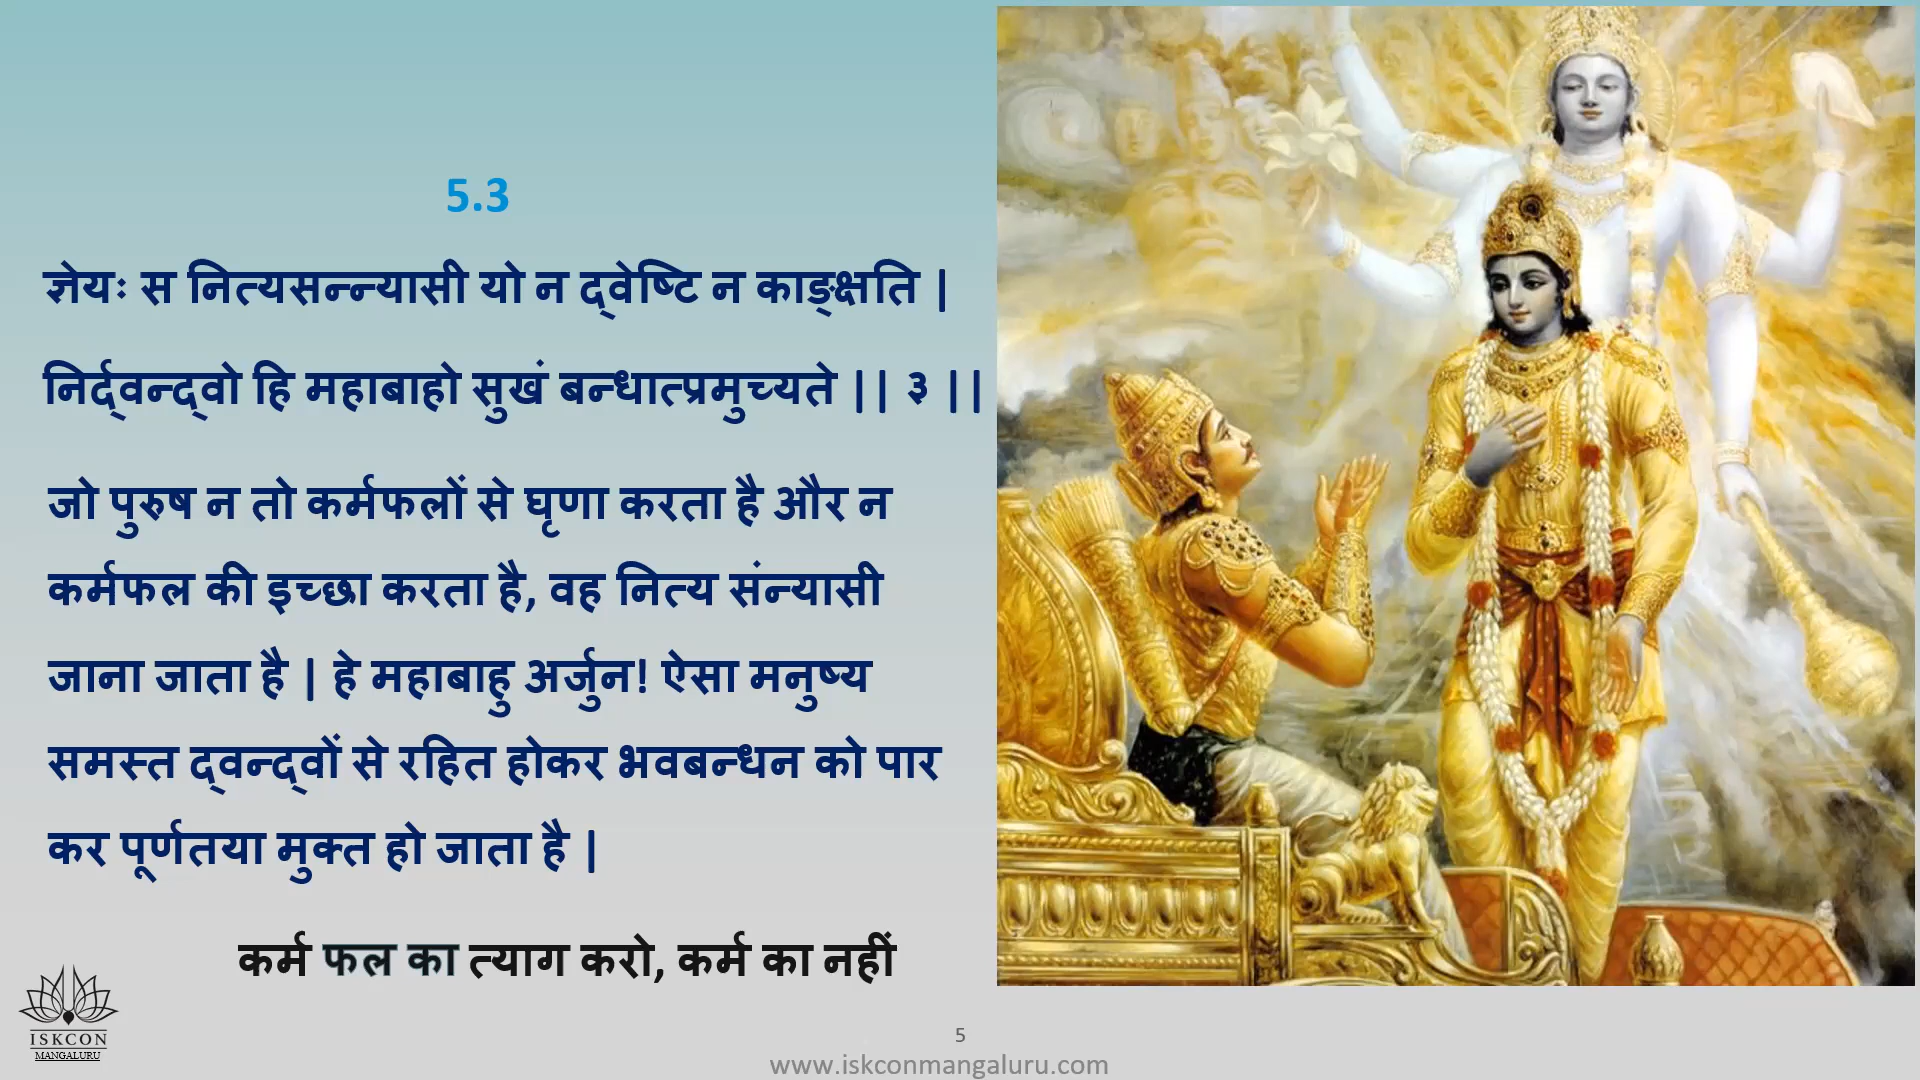 5.3
ज्ञेयः स नित्यसन्न्यासी यो न द्वेष्टि न काङ्क्षति |
निर्द्वन्द्वो हि महाबाहो सुखं बन्धात्प्रमुच्यते || ३ ||
जो पुरुष न तो कर्मफलों से घृणा करता है और न
कर्मफल की इच्छा करता है, वह नित्य संन्यासी
जाना जाता है | हे महाबाहु अर्जुन! ऐसा मनुष्य
समस्त द्वन्द्वों से रहित होकर भवबन्धन को पार
कर पूर्णतया मुक्त हो जाता है |
कर्म फल का त्याग करो, कर्म का नहीं
ISKCON
MANGALURU
5
www.iskconmangaluru.com